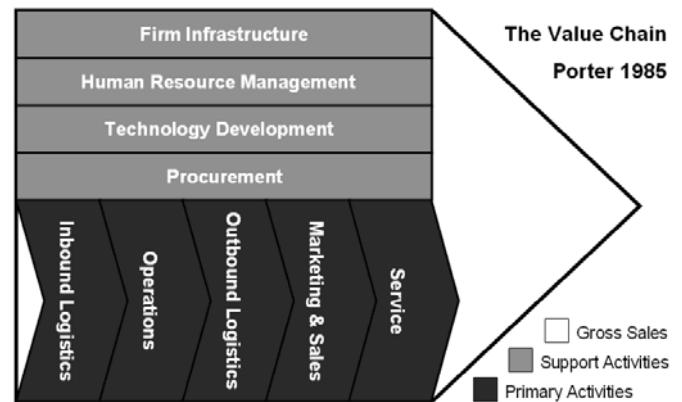 Firm Infrastructure
The Value Chain
Human Resource Management
Porter 1985
Technology Development
Procurement
Inbound Logistics
Operations
Outbound Logistics
Marketing & Sales
Service
Gross Sales
Support Activities
Primary Activities